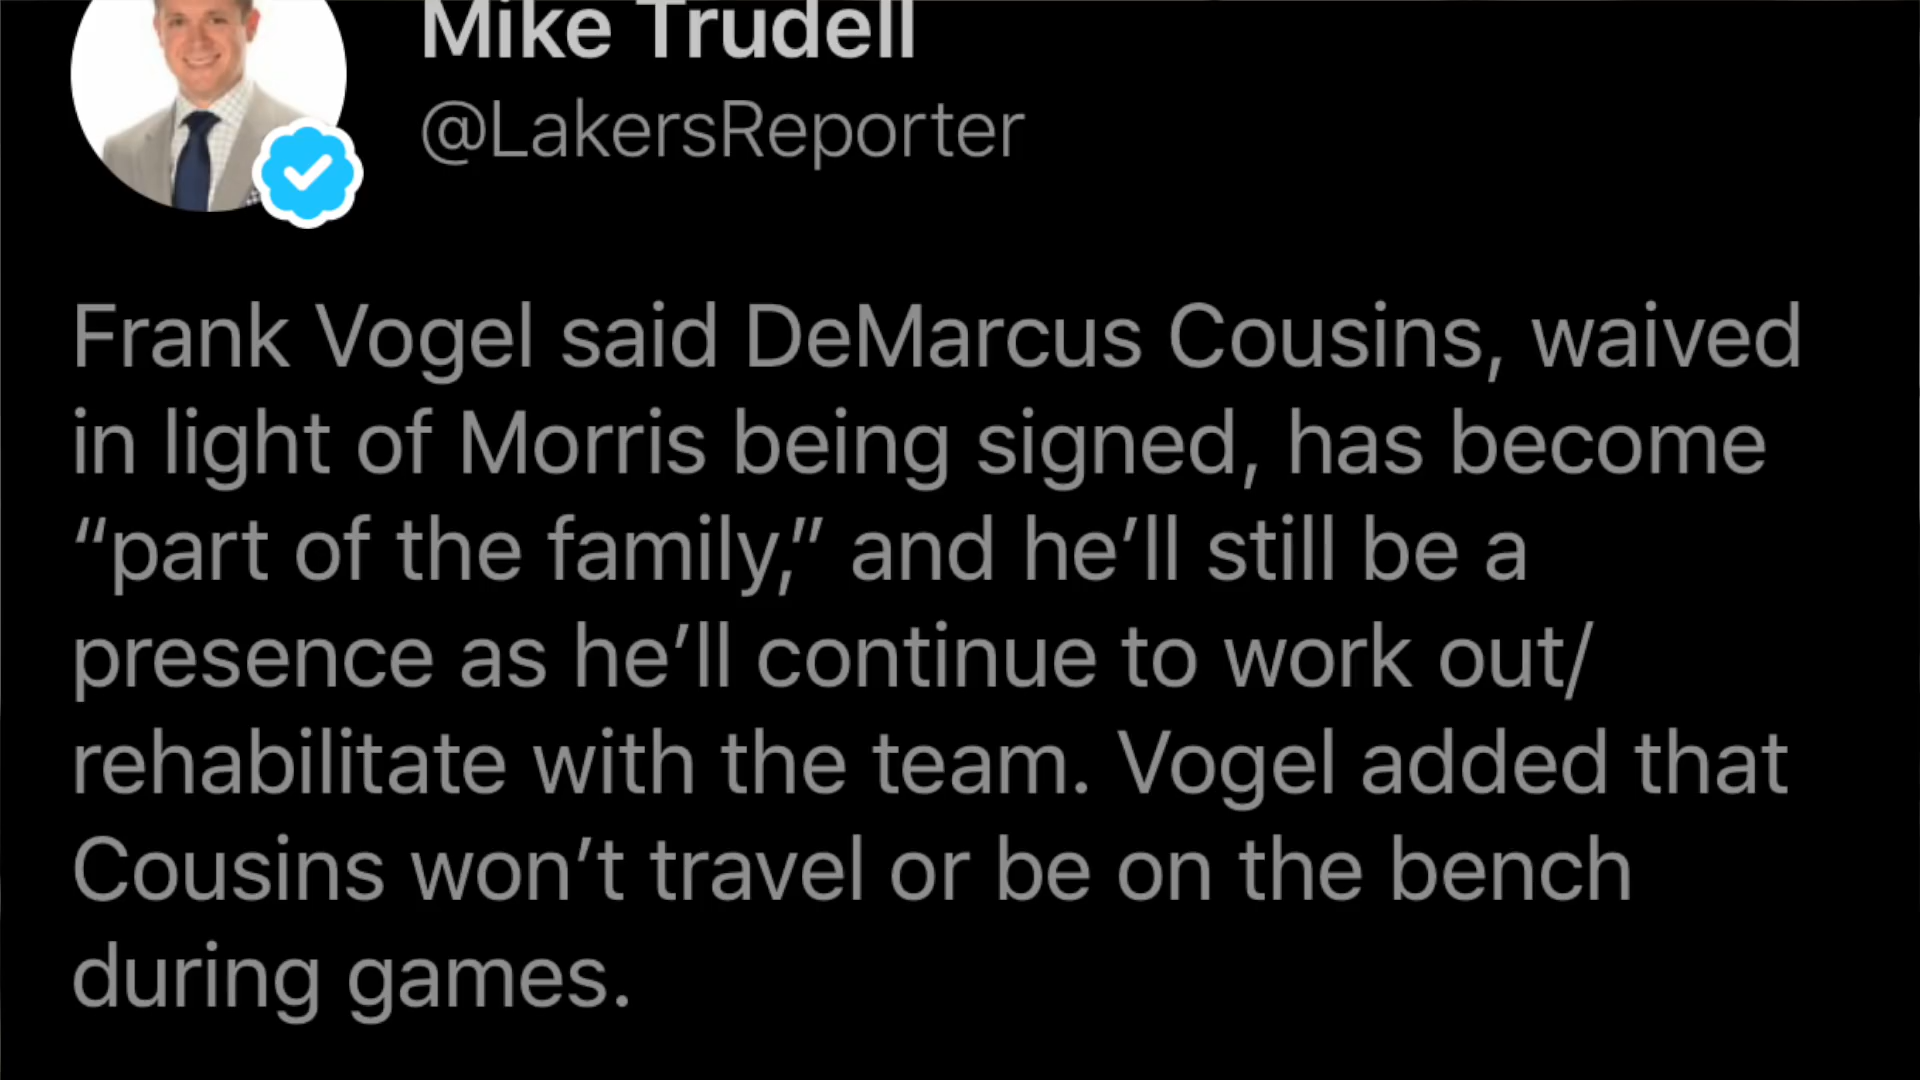 Mike Trudell
@LakersReporter
Frank Vogel said DeMarcus Cousins, waived
in light of Morris being signed, has become
“part of the family,” and he’ll still be a
presence as he’ll continue to work out/
rehabilitate with the team. Vogel added that
Cousins won’t travel or be on the bench
during games.